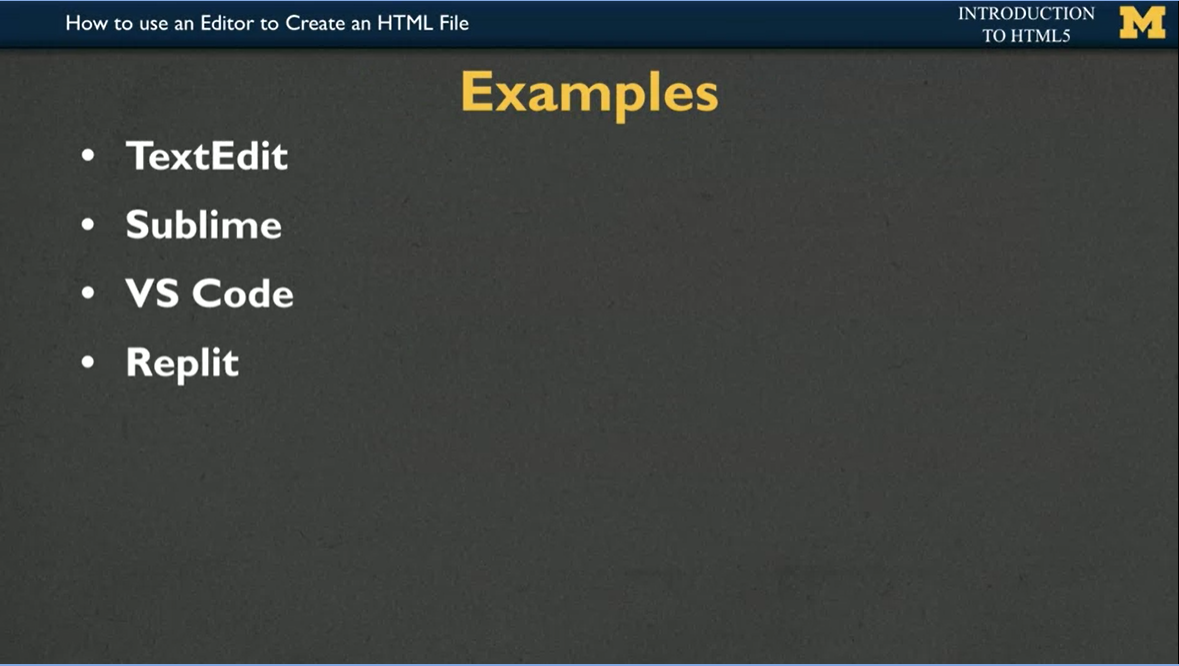 How to use an Editor to Create an HTML File
INTRODUCTION
TO HTML5
M
Examples
• TextEdit
• Sublime
• VS Code
• Replit